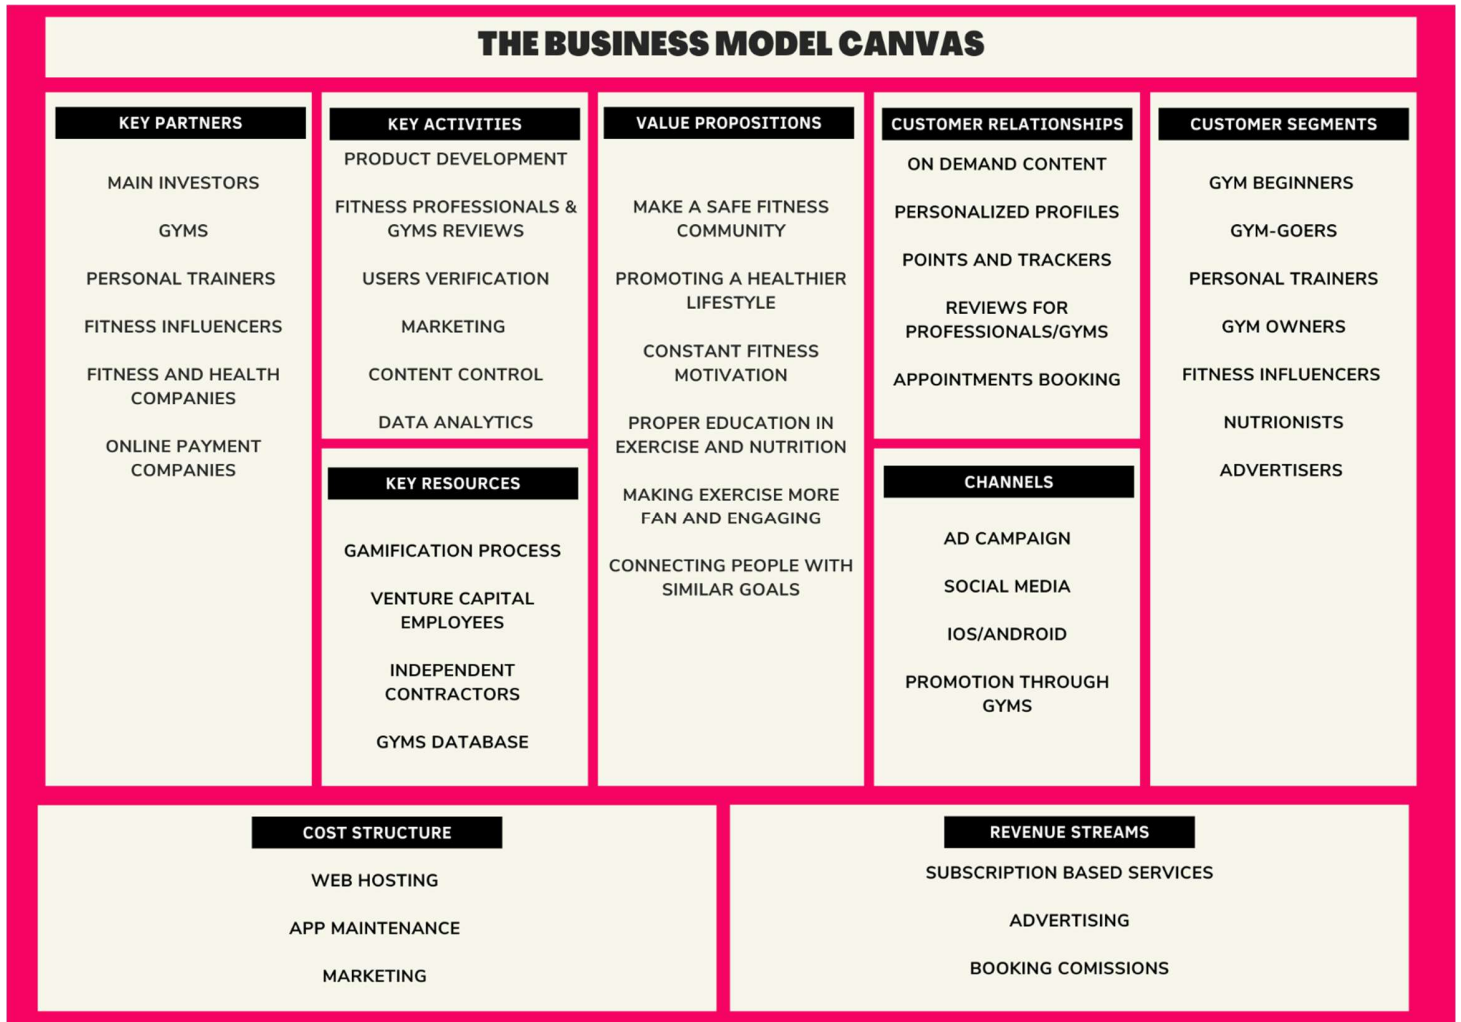 THE BUSINESS MODEL CANVAS
KEY PARTNERS
MAIN INVESTORS
GYMS
PERSONAL TRAINERS
FITNESS INFLUENCERS
FITNESS AND HEALTH
COMPANIES
ONLINE PAYMENT
COMPANIES
KEY ACTIVITIES
PRODUCT DEVELOPMENT
FITNESS PROFESSIONALS &
GYMS REVIEWS
USERS VERIFICATION
MARKETING
CONTENT CONTROL
DATA ANALYTICS
KEY RESOURCES
GAMIFICATION PROCESS
VENTURE CAPITAL
EMPLOYEES
INDEPENDENT
CONTRACTORS
GYMS DATABASE
VALUE PROPOSITIONS
MAKE A SAFE FITNESS
COMMUNITY
PROMOTING A HEALTHIER
LIFESTYLE
CONSTANT FITNESS
MOTIVATION
PROPER EDUCATION IN
EXERCISE AND NUTRITION
MAKING EXERCISE MORE
FAN AND ENGAGING
CONNECTING PEOPLE WITH
SIMILAR GOALS
CUSTOMER RELATIONSHIPS
ON DEMAND CONTENT
PERSONALIZED PROFILES
POINTS AND TRACKERS
REVIEWS FOR
PROFESSIONALS/GYMS
APPOINTMENTS BOOKING
CHANNELS
AD CAMPAIGN
SOCIAL MEDIA
IOS/ANDROID
PROMOTION THROUGH
GYMS
CUSTOMER SEGMENTS
GYM BEGINNERS
GYM-GOERS
PERSONAL TRAINERS
GYM OWNERS
FITNESS INFLUENCERS
NUTRIONISTS
ADVERTISERS
COST STRUCTURE
WEB HOSTING
APP MAINTENANCE
MARKETING
REVENUE STREAMS
SUBSCRIPTION BASED SERVICES
ADVERTISING
BOOKING COMISSIONS